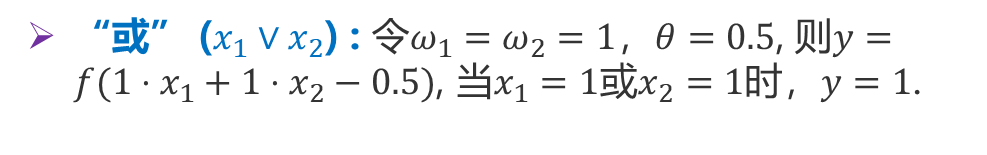 ➢ “或” (𝑥₁ ∨ 𝑥₂)：令𝜔₁ = 𝜔₂ = 1，𝜃 = 0.5, 则𝑦 =
𝑓(1 · 𝑥₁ + 1 · 𝑥₂ − 0.5), 当𝑥₁ = 1或𝑥₂ = 1时，𝑦 = 1.